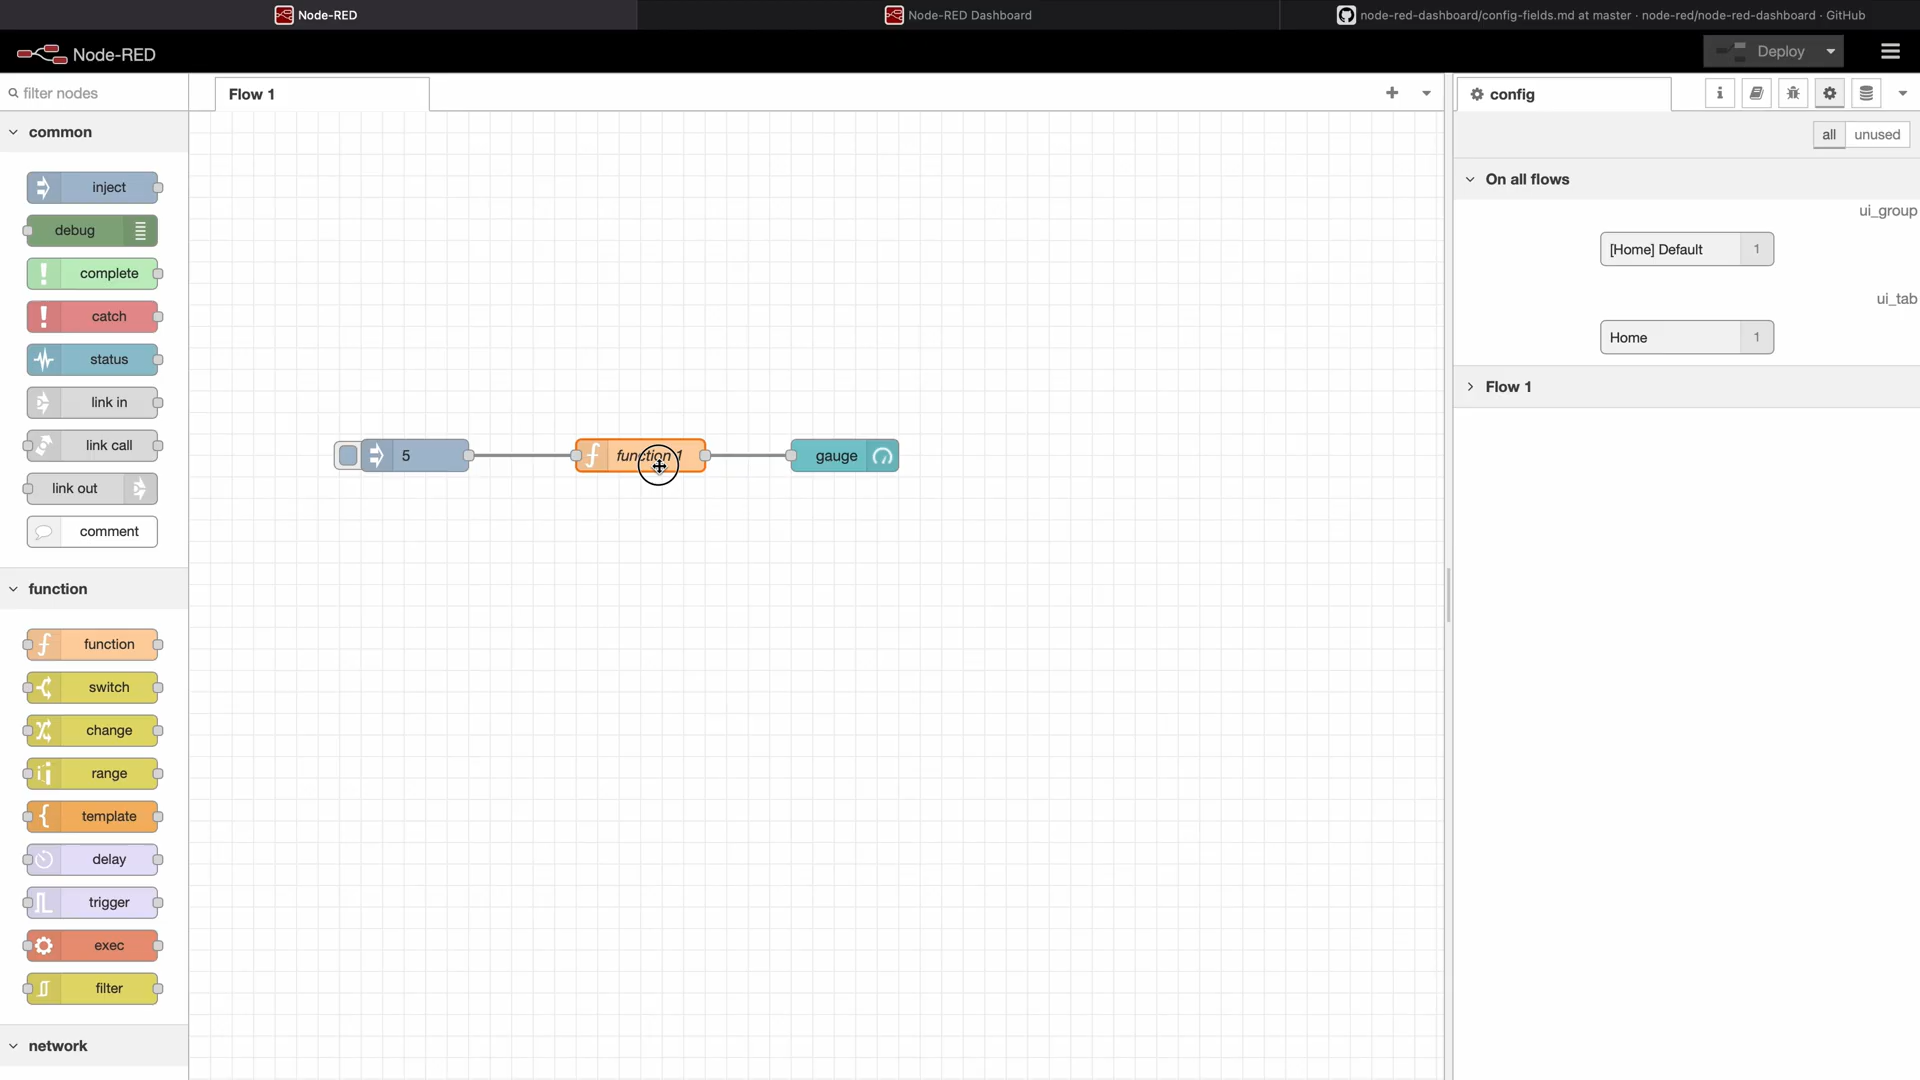 Node-RED
Node-RED Dashboard
node-red-dashboard/config-fields.md at master · node-red/node-red-dashboard · GitHub
Node-RED
Deploy
filter nodes
Flow 1
config
i
all
unused
common
inject
debug
complete
catch
status
link in
link call
link out
comment
function
function
switch
change
range
template
delay
trigger
exec
filter
network
5
function 1
gauge
On all flows
ui_group
[Home] Default
1
ui_tab
Home
1
Flow 1